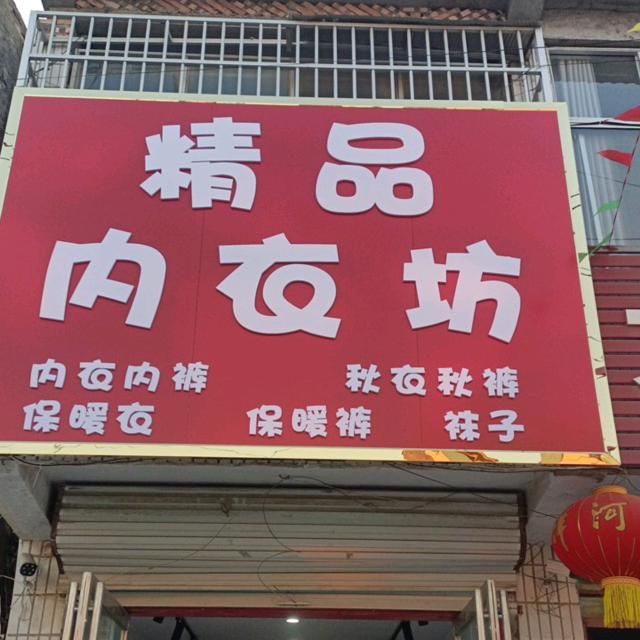 精品
内衣坊
内衣内裤 秋衣秋裤
保暖衣 保暖裤 袜子
河